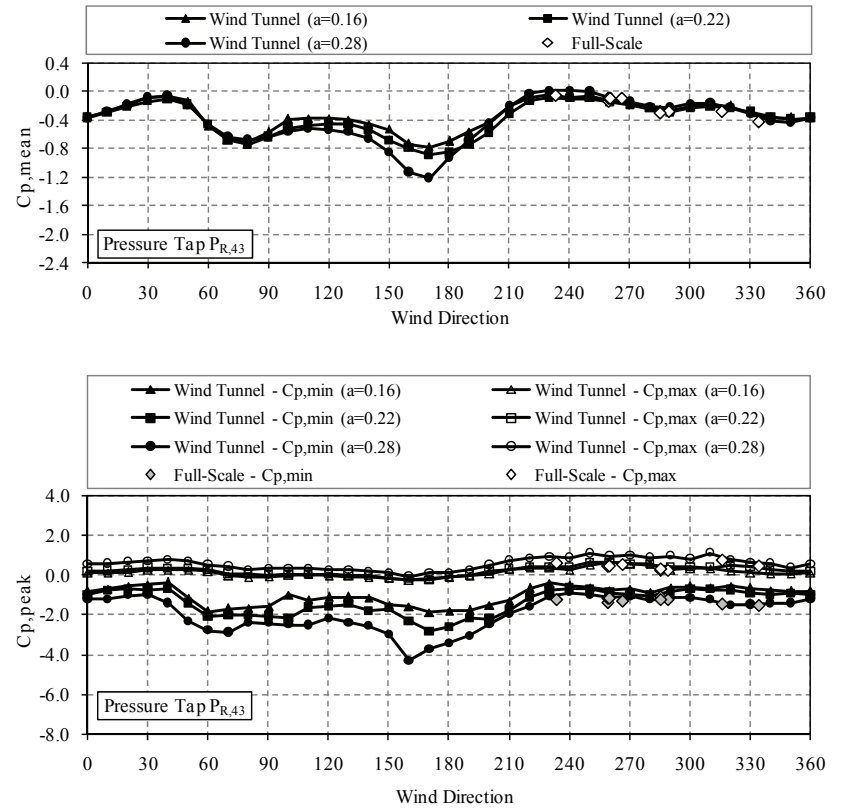 Wind Tunnel (a=0.16) Wind Tunnel (a=0.22)
Wind Tunnel (a=0.28) Full-Scale
0.4
0.0
-0.4
-0.8
-1.2
-1.6
-2.0
-2.4
Cp,mean
Pressure Tap PR,43
0 30 60 90 120 150 180 210 240 270 300 330 360
Wind Direction
Wind Tunnel - Cp,min (a=0.16) Wind Tunnel - Cp,max (a=0.16)
Wind Tunnel - Cp,min (a=0.22) Wind Tunnel - Cp,max (a=0.22)
Wind Tunnel - Cp,min (a=0.28) Wind Tunnel - Cp,max (a=0.28)
Full-Scale - Cp,min Full-Scale - Cp,max
4.0
2.0
0.0
-2.0
-4.0
-6.0
-8.0
Cp,peak
Pressure Tap PR,43
0 30 60 90 120 150 180 210 240 270 300 330 360
Wind Direction